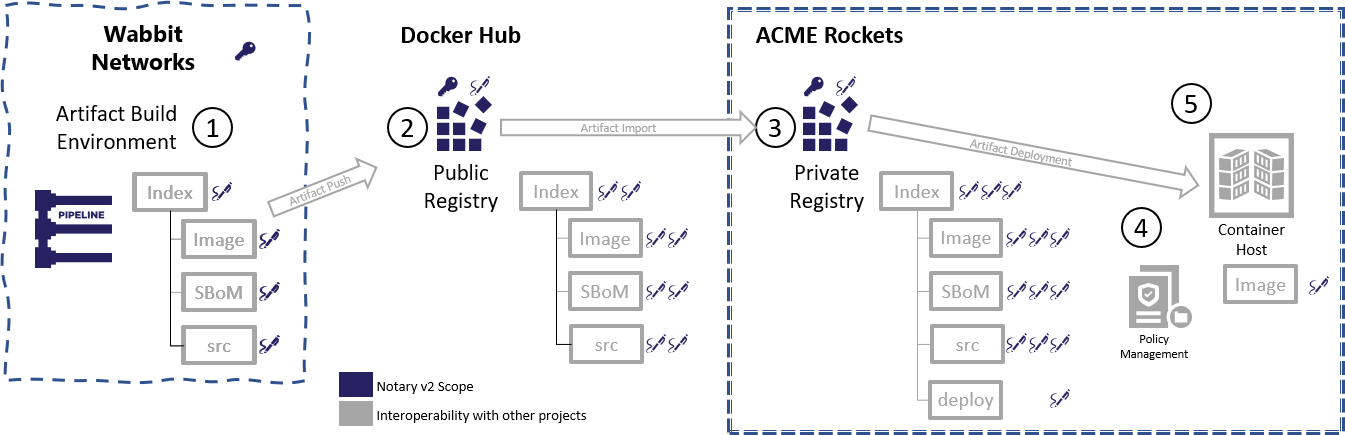 Wabbit
Networks
Artifact Build
Environment
1
PIPELINE
Index
Image
SBoM
src
Artifact Push
Docker Hub
2
Public
Registry
Index
Image
SBoM
src
Artifact Import
ACME Rockets
3
Private
Registry
Index
Image
SBoM
src
deploy
Artifact Deployment
4
Policy
Management
5
Container
Host
Image
Notary v2 Scope
Interoperability with other projects